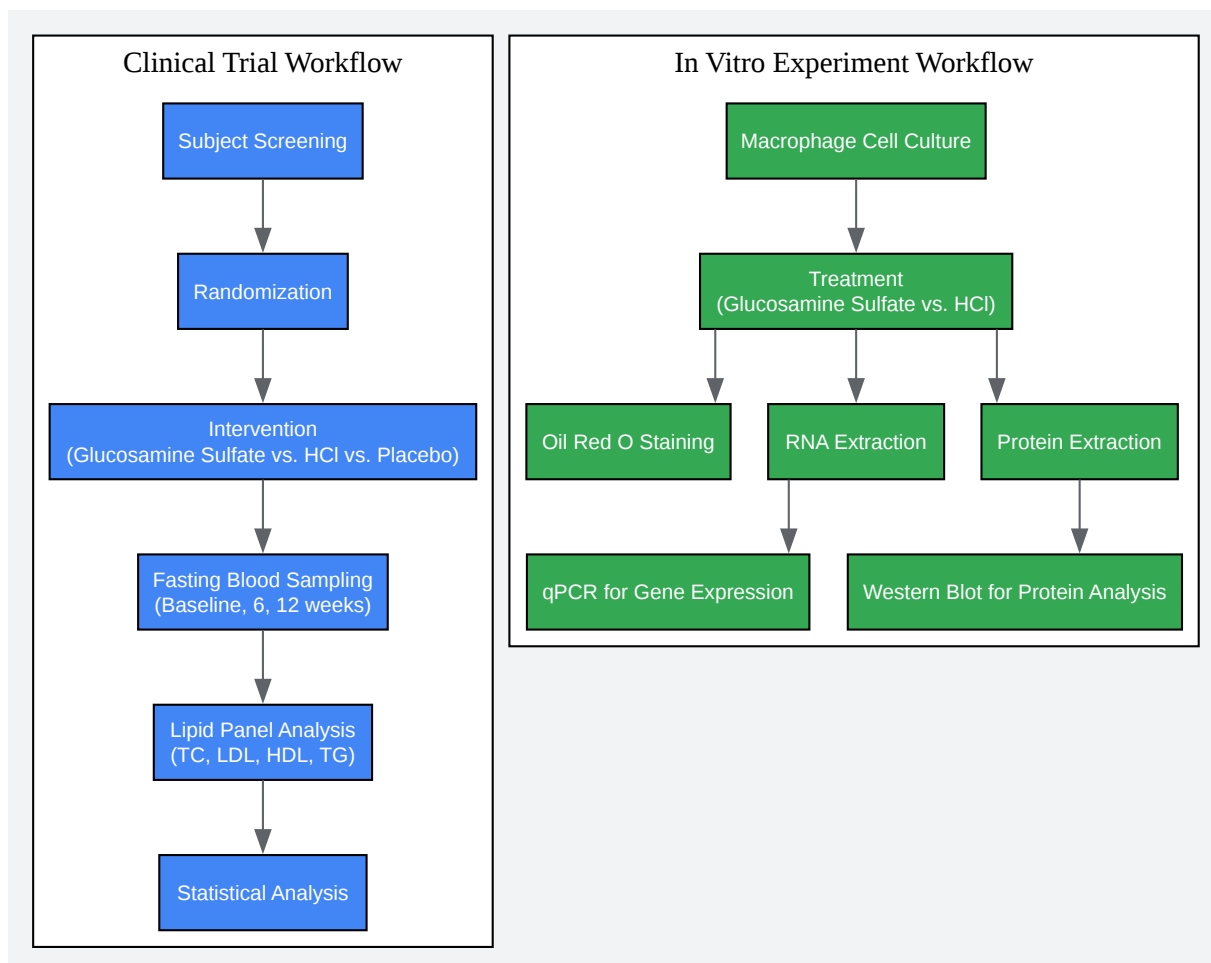 Clinical Trial Workflow
Subject Screening
Randomization
Intervention
(Glucosamine Sulfate vs. HCl vs. Placebo)
Fasting Blood Sampling
(Baseline, 6, 12 weeks)
Lipid Panel Analysis
(TC, LDL, HDL, TG)
Statistical Analysis
In Vitro Experiment Workflow
Macrophage Cell Culture
Treatment
(Glucosamine Sulfate vs. HCl)
Oil Red O Staining
RNA Extraction
Protein Extraction
qPCR for Gene Expression
Western Blot for Protein Analysis